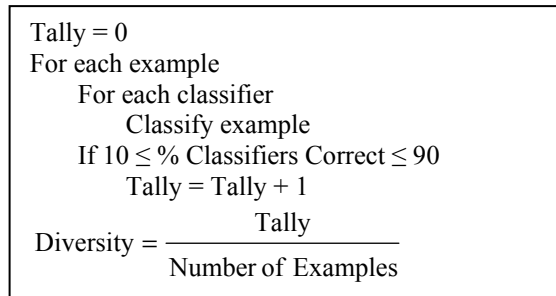 Tally = 0
For each example
For each classifier
Classify example
If 10 ≤ % Classifiers Correct ≤ 90
Tally = Tally + 1
Diversity = Tally / Number of Examples